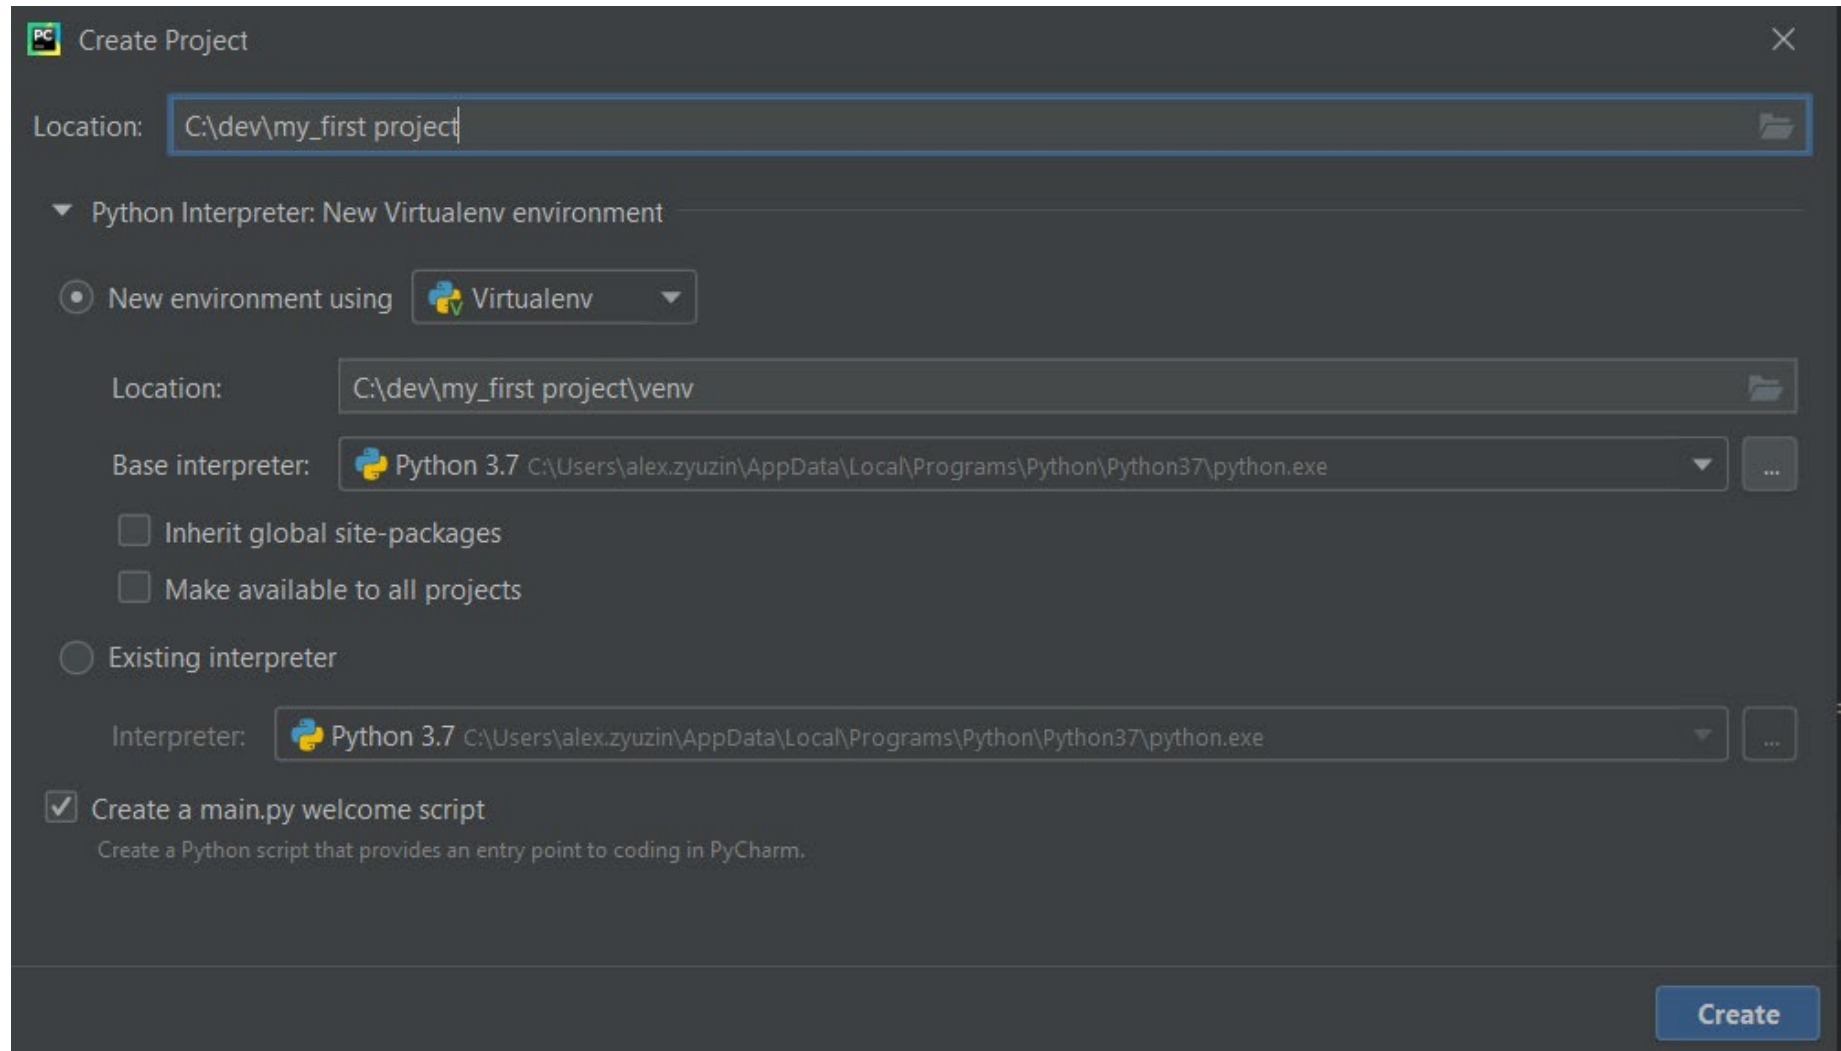 PC Create Project
Location: C:\dev\my_first project
Python Interpreter: New Virtualenv environment
New environment using Virtualenv
Location: C:\dev\my_first project\venv
Base interpreter: Python 3.7 C:\Users\alex.zyuzin\AppData\Local\Programs\Python\Python37\python.exe ...
Inherit global site-packages
Make available to all projects
Existing interpreter
Interpreter: Python 3.7 C:\Users\alex.zyuzin\AppData\Local\Programs\Python\Python37\python.exe ...
Create a main.py welcome script
Create a Python script that provides an entry point to coding in PyCharm.
Create